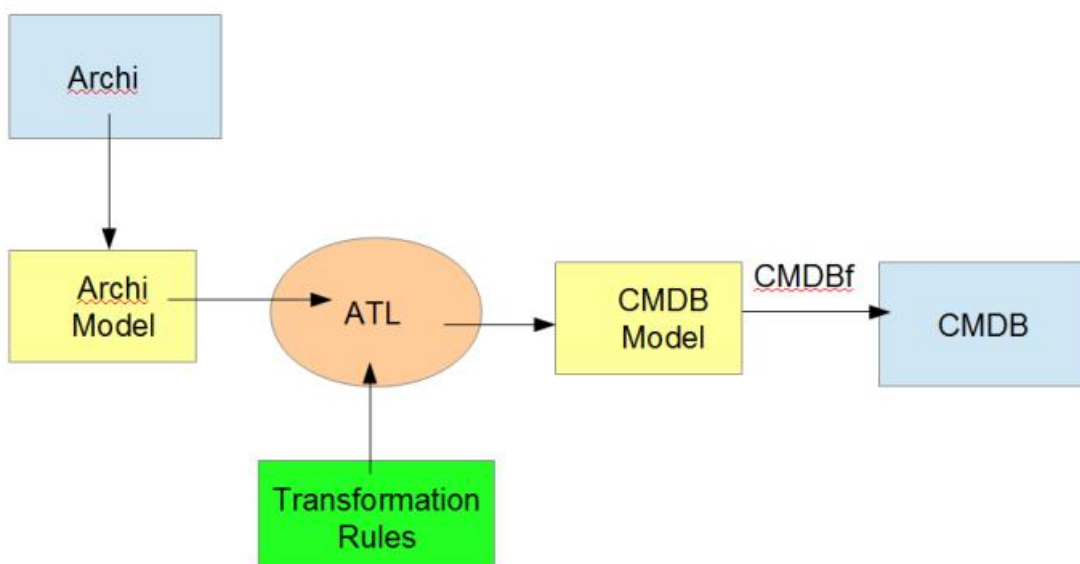 Archi
Archi
Model
ATL
CMDB
Model
CMDBf
CMDB
Transformation
Rules